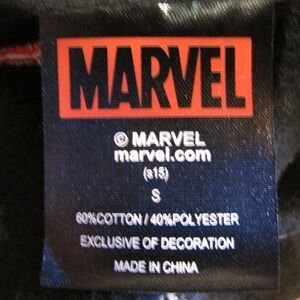 MARVEL
© MARVEL
marvel.com
(s15)
S
60%COTTON / 40%POLYESTER
EXCLUSIVE OF DECORATION
MADE IN CHINA